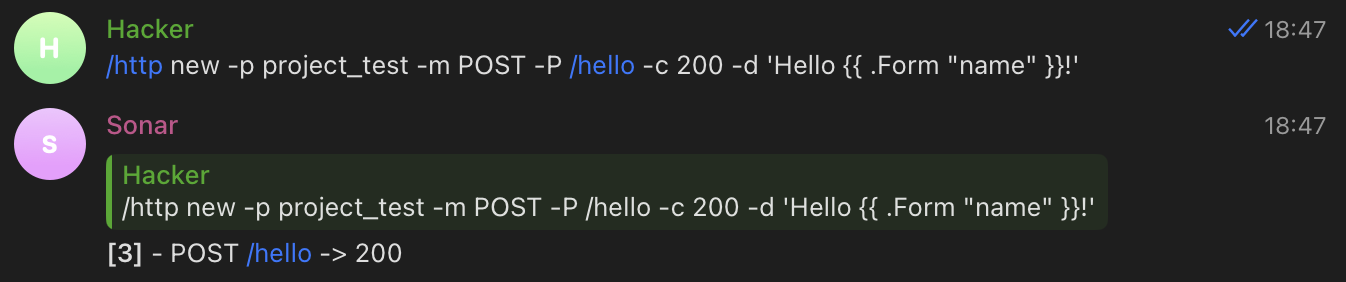 H
Hacker
18:47
/http new -p project_test -m POST -P /hello -c 200 -d 'Hello {{ .Form "name" }}!'
S
Sonar
18:47
Hacker
/http new -p project_test -m POST -P /hello -c 200 -d 'Hello {{ .Form "name" }}!'
[3] - POST /hello -> 200